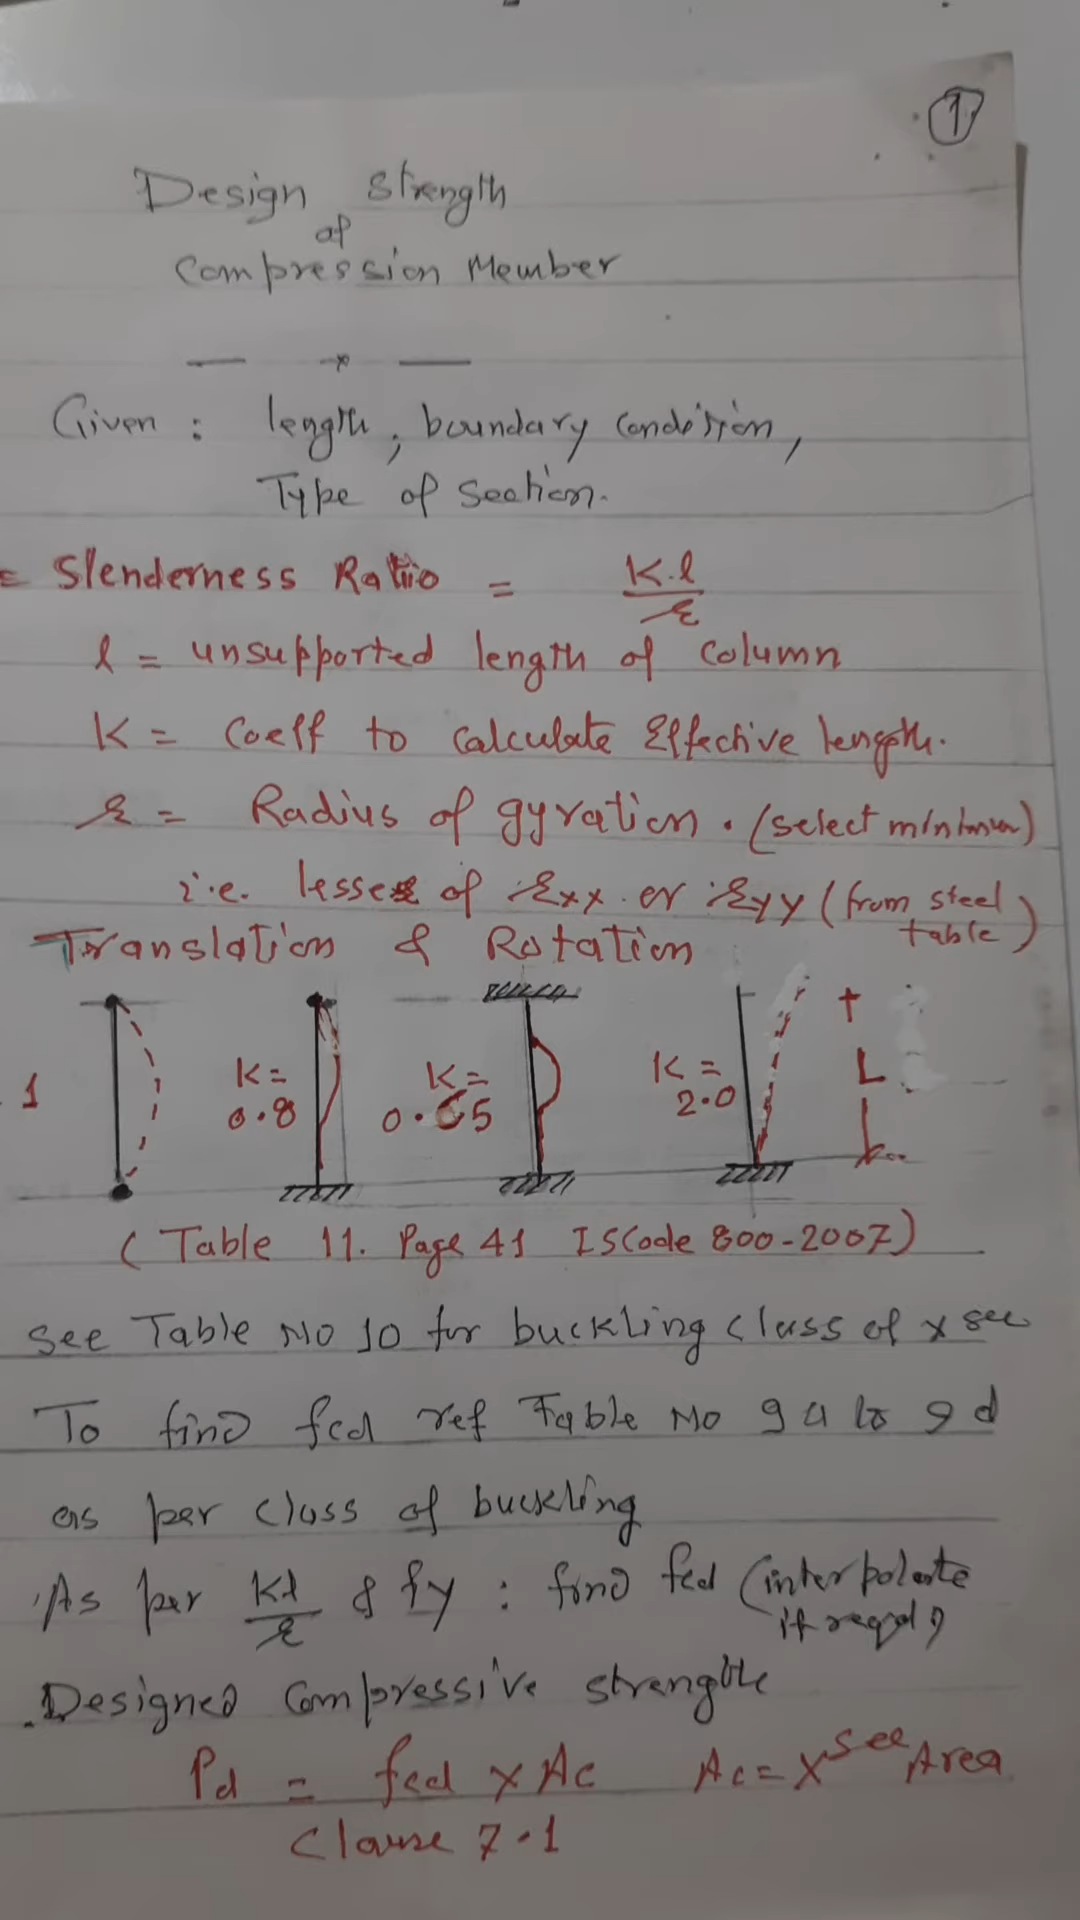 1
Design Strength
of
Compression Member
— x —
Given : length, boundary condition,
Type of Section.
= Slenderness Ratio = K.l/r
l = unsupported length of column
K = Coeff to calculate Effective length.
r = Radius of gyration. (select minimum)
i.e. lesser of rxx or ryy (from steel table)
Translation & Rotation
1 K= 0.8 K= 0.65 K= 2.0 + L
(Table 11. Page 41 IS Code 800-2007)
See Table No 10 for buckling class of x sec
To find fcd ref Table No 9a to 9d
as per class of buckling
As per Kl/r & fy : find fcd (interpolate if reqd)
Designed Compressive strength
Pd = fcd x Ac Ac = x sec Area
Clause 7.1